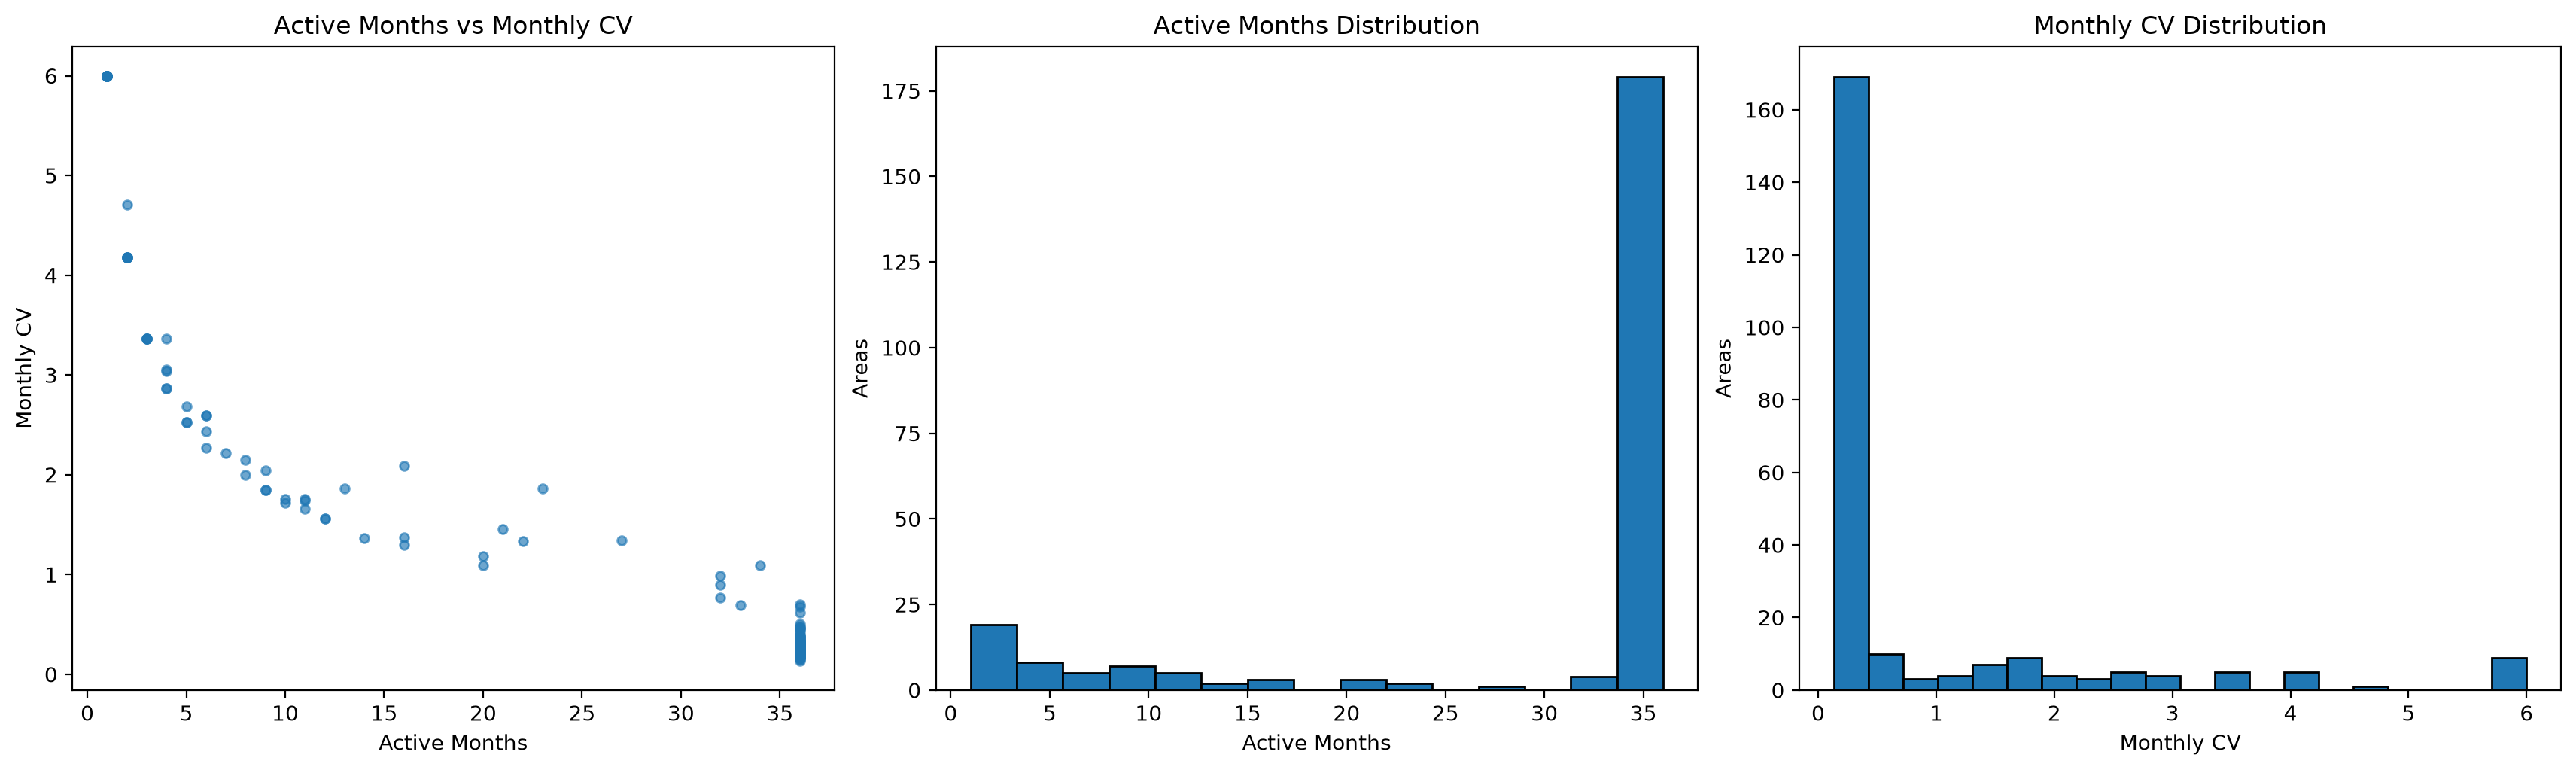 Active Months vs Monthly CV
6
5
4
3
2
1
0
Monthly CV
0 5 10 15 20 25 30 35
Active Months
Active Months Distribution
175
150
125
100
75
50
25
0
Areas
0 5 10 15 20 25 30 35
Active Months
Monthly CV Distribution
160
140
120
100
80
60
40
20
0
Areas
0 1 2 3 4 5 6
Monthly CV